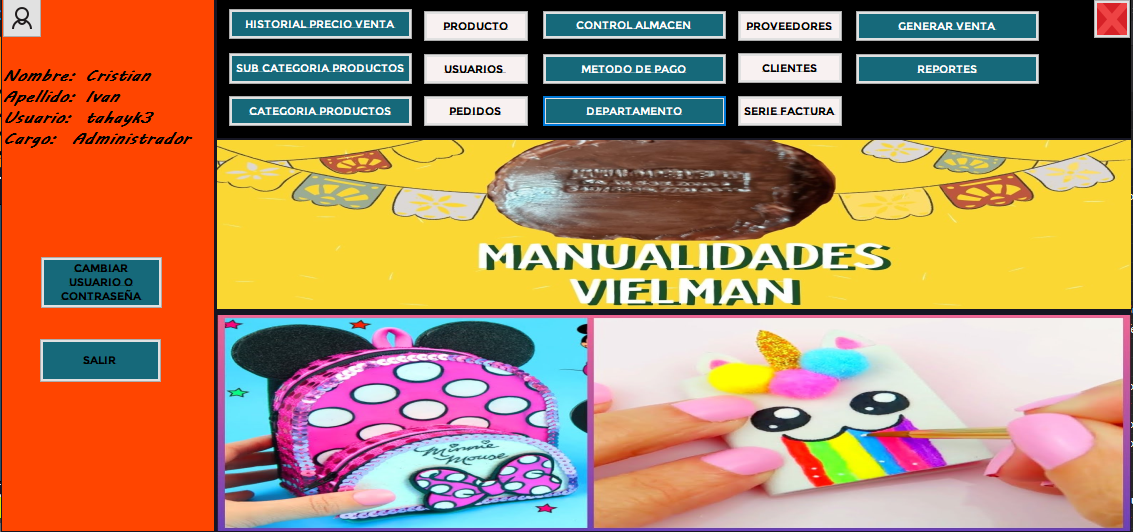 Nombre: Cristian
Apellido: Ivan
Usuario: tahayk3
Cargo: Administrador
CAMBIAR
USUARIO O
CONTRASEÑA
SALIR
HISTORIAL PRECIO VENTA
PRODUCTO
CONTROL ALMACEN
PROVEEDORES
GENERAR VENTA
SUB CATEGORIA PRODUCTOS
USUARIOS
METODO DE PAGO
CLIENTES
REPORTES
CATEGORIA PRODUCTOS
PEDIDOS
DEPARTAMENTO
SERIE FACTURA
MANUALIDADES
VIELMAN
Minnie
Mouse